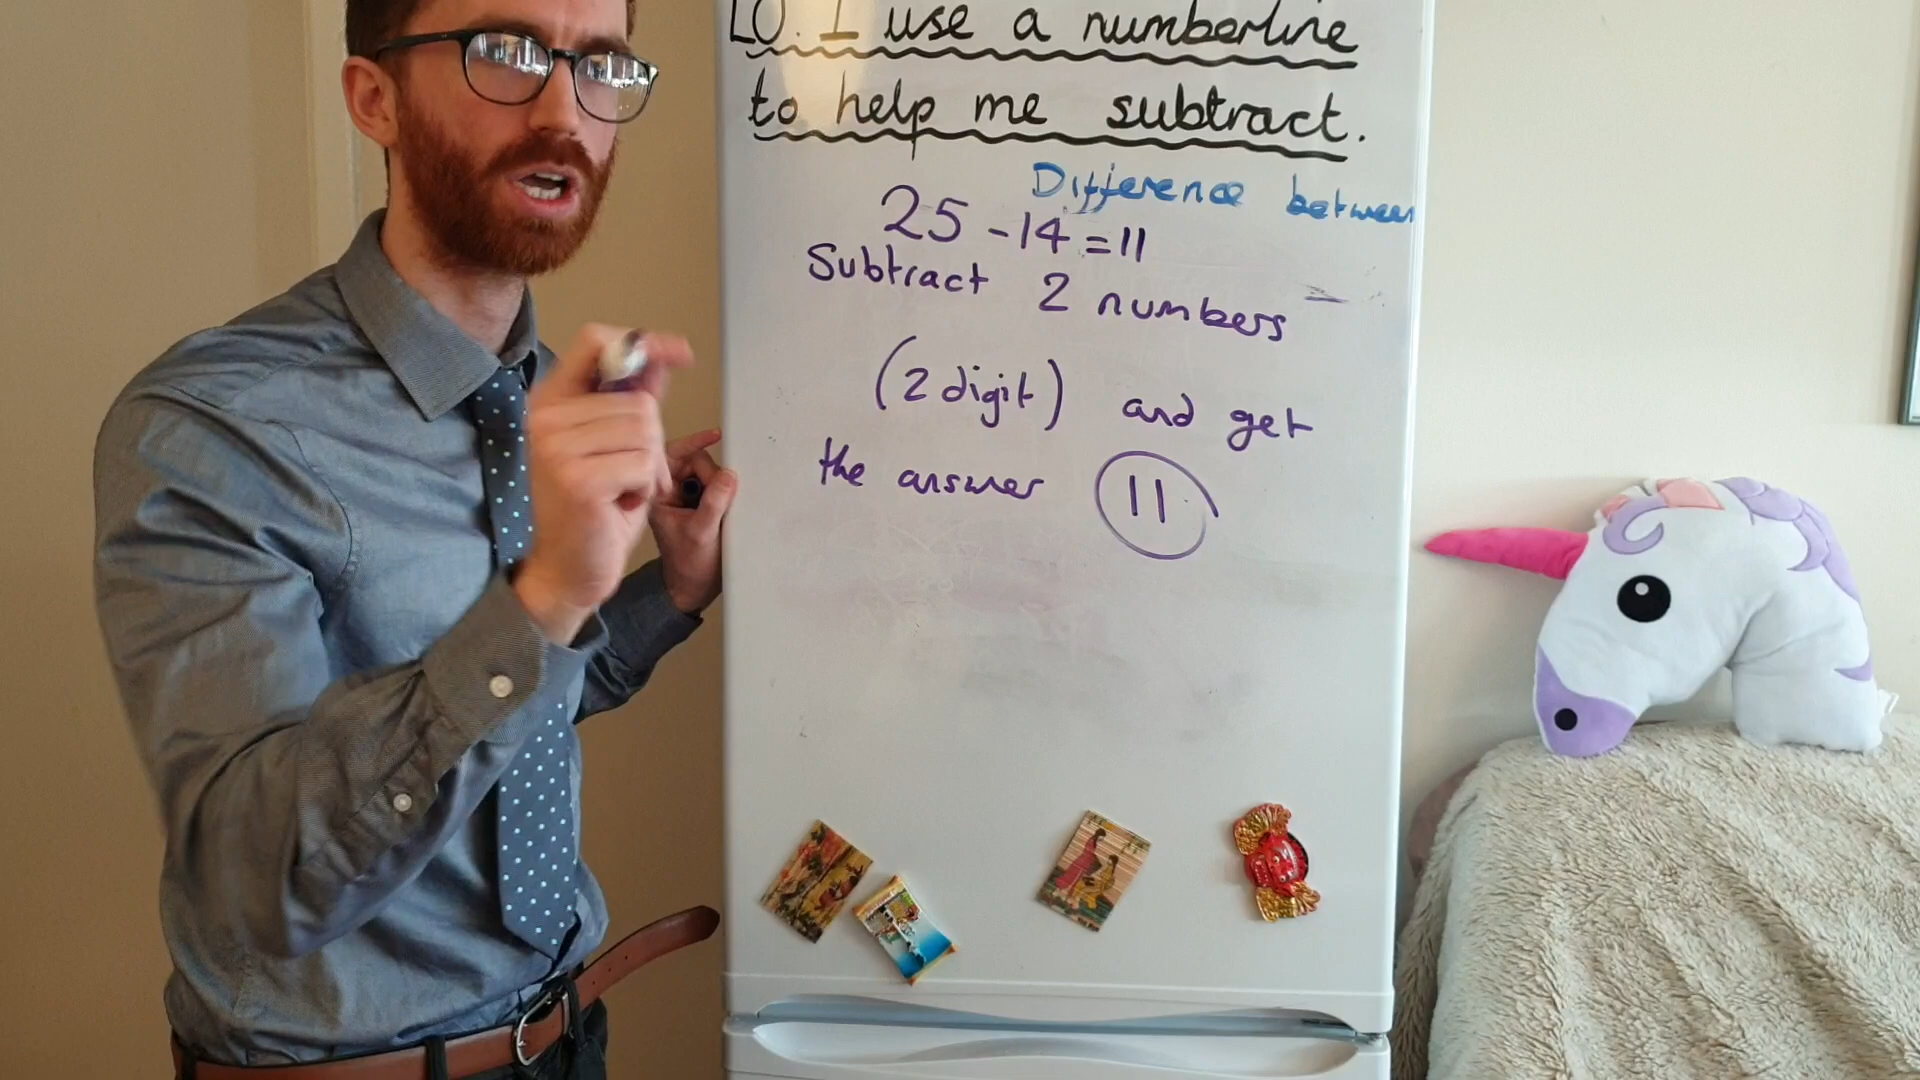 LO. I use a numberline
to help me subtract.
Difference between
25 - 14 = 11
Subtract 2 numbers
(2 digit) and get
the answer 11